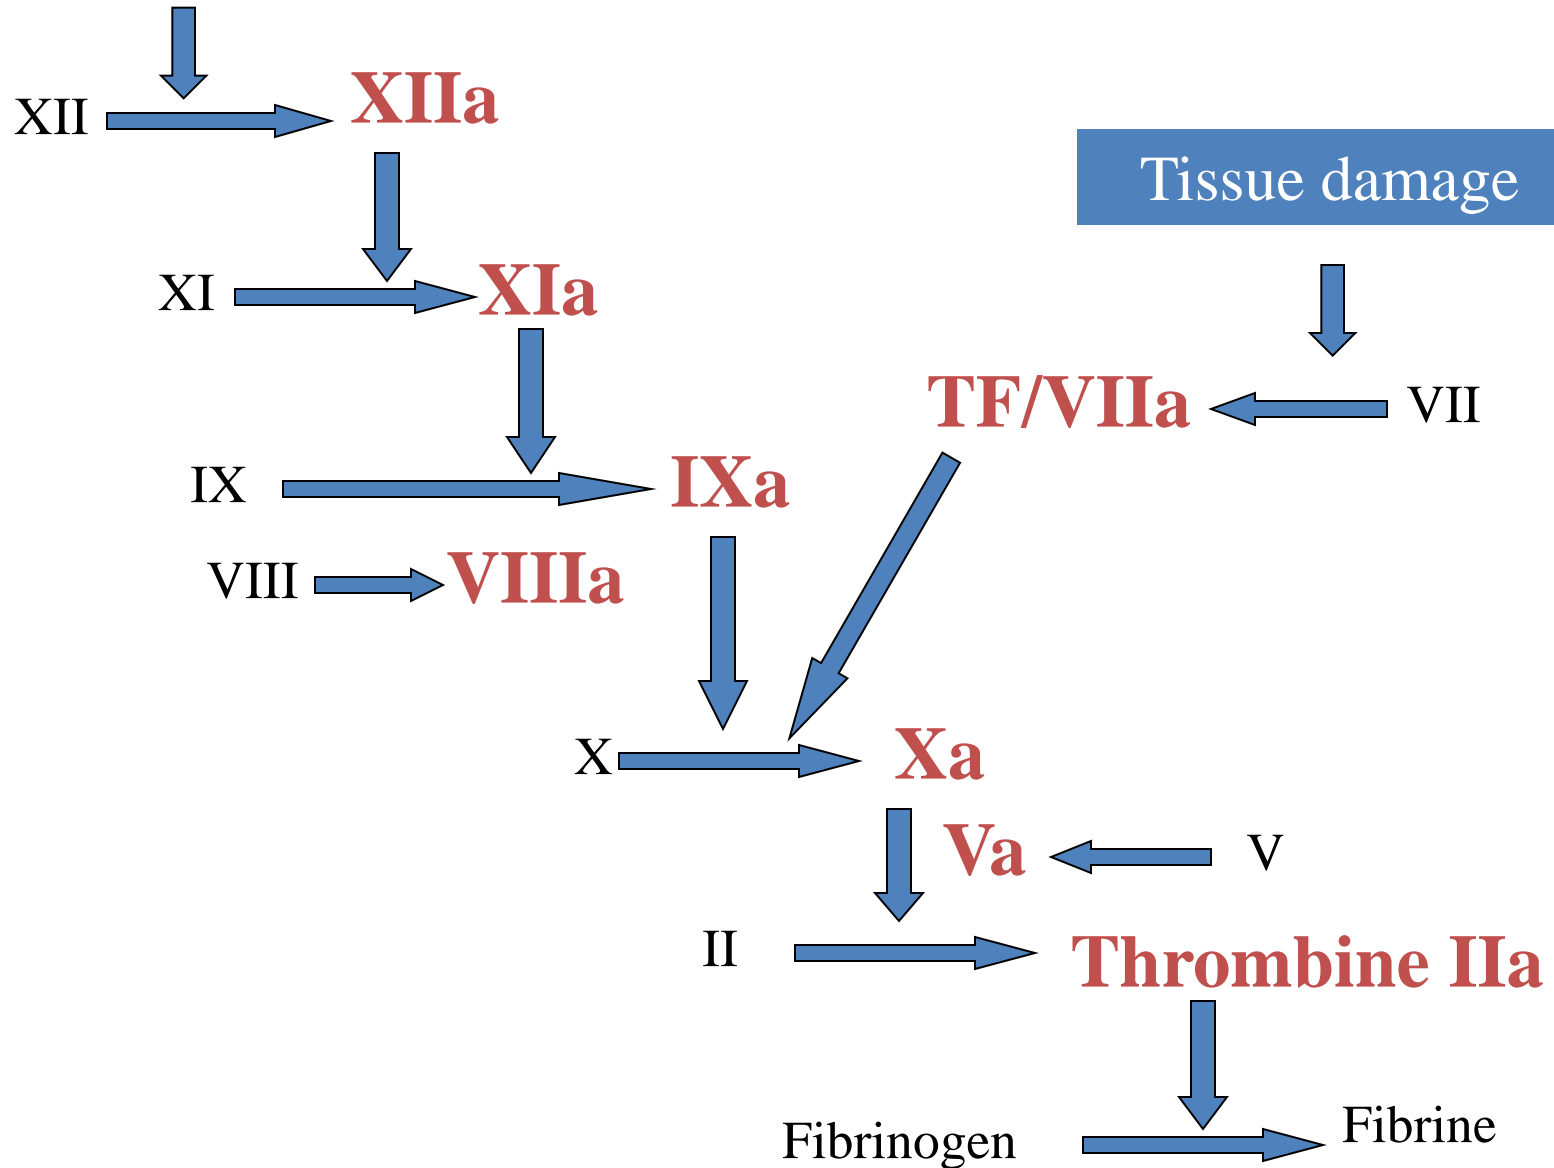 XII
XIIa
Tissue damage
XI
XIa
TF/VIIa
VII
IX
IXa
VIII
VIIIa
X
Xa
Va
V
II
Thrombine IIa
Fibrinogen
Fibrine